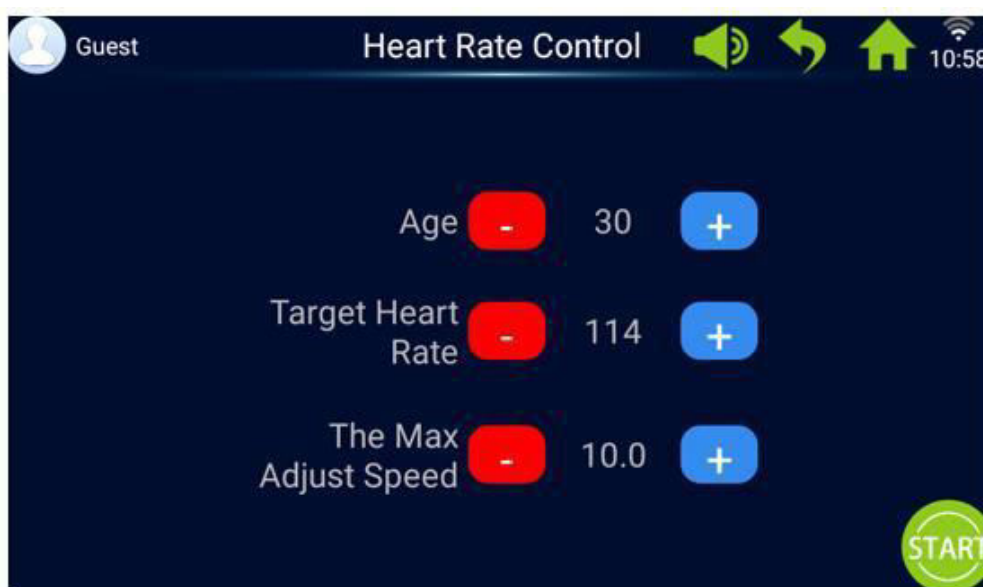 Guest
Heart Rate Control
10:58
Age
-
30
+
Target Heart
Rate
-
114
+
The Max
Adjust Speed
-
10.0
+
START